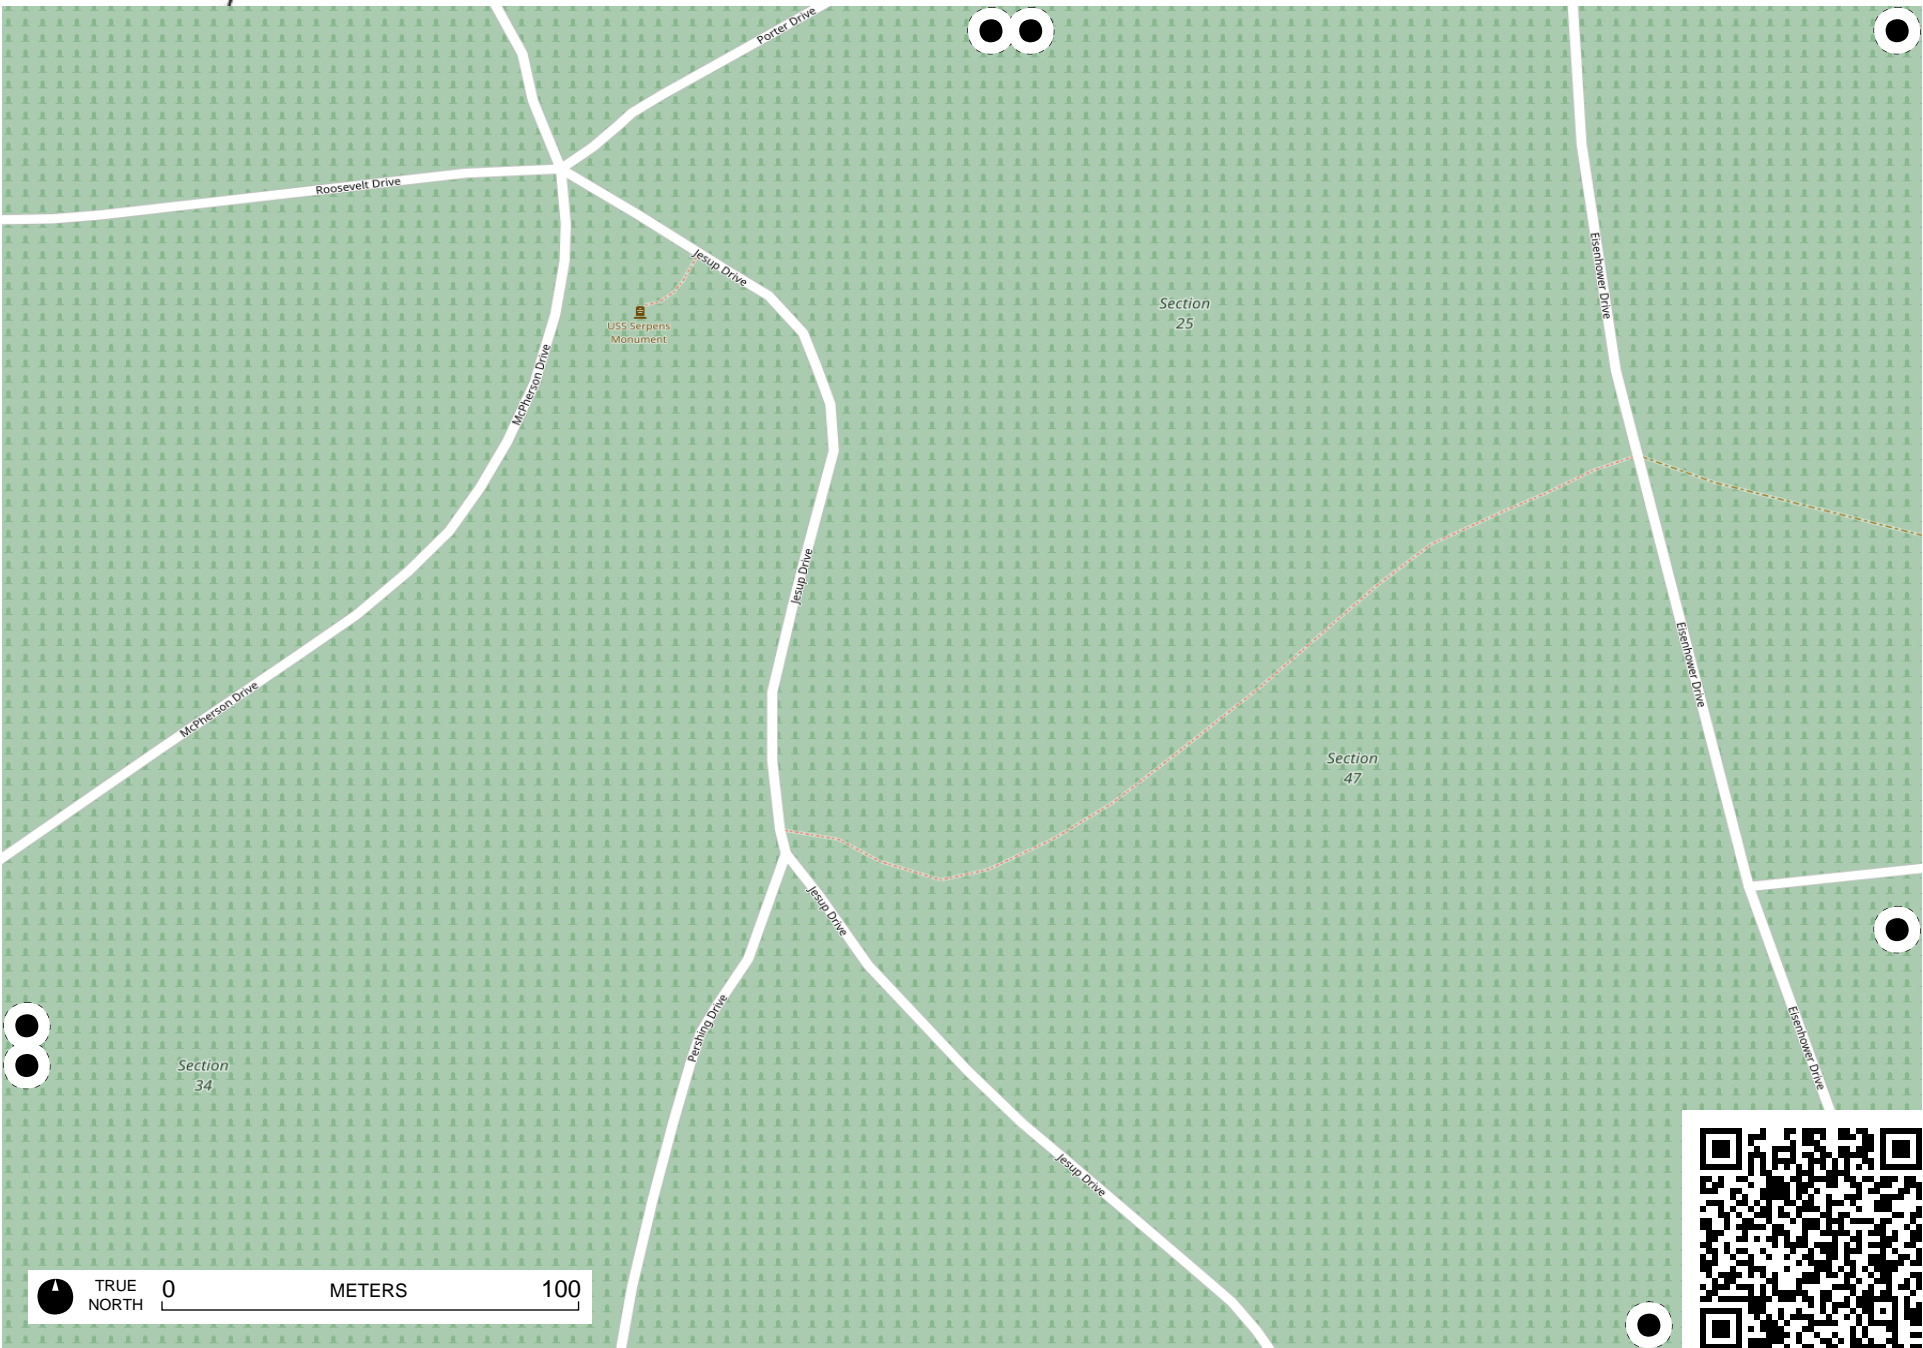 Porter Drive
Roosevelt Drive
Jesup Drive
Eisenhower Drive
USS Serpens
Monument
Section
25
McPherson Drive
Jesup Drive
Eisenhower Drive
McPherson Drive
Section
47
Jesup Drive
Pershing Drive
Eisenhower Drive
Section
34
Jesup Drive
TRUE
NORTH
0 METERS 100